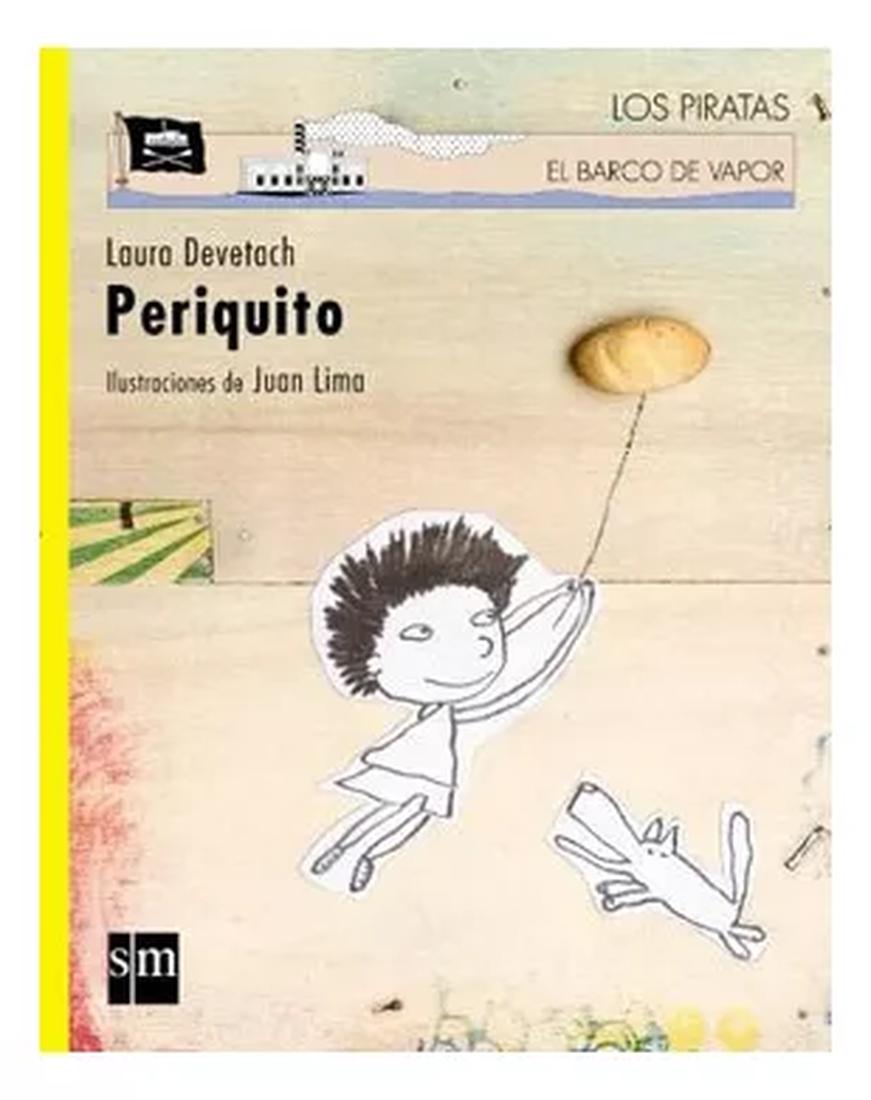 LOS PIRATAS
EL BARCO DE VAPOR
Laura Devetach
Periquito
Ilustraciones de Juan Lima
sm